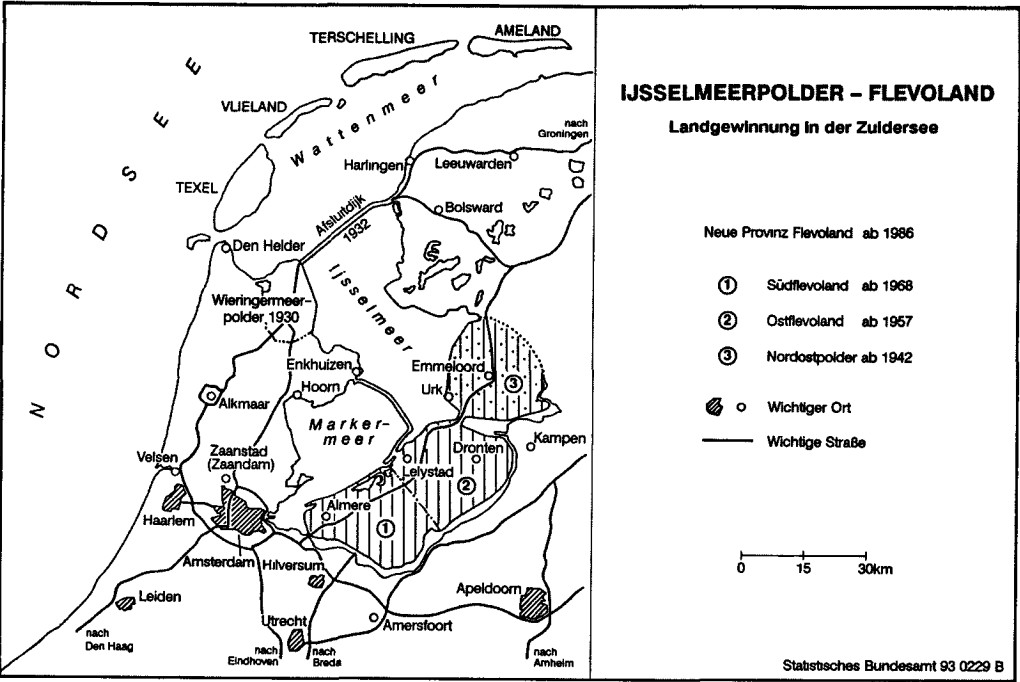 TERSCHELLING
AMELAND
VLIELAND
TEXEL
NORDSEE
Wattenmeer
nach
Groningen
Harlingen
Leeuwarden
Bolsward
Afsluitdijk
1932
Den Helder
Ijsselmeer
Wieringermeer-
polder 1930
Enkhuizen
Hoorn
Emmeloord
Urk
3
Alkmaar
Marker-
meer
Kampen
Dronten
Lelystad
2
Velsen
Zaanstad
(Zaandam)
Almere
1
Haarlem
Amsterdam
Hilversum
Apeldoorn
Leiden
Utrecht
Amersfoort
nach
Den Haag
nach
Eindhoven
nach
Breda
nach
Arnheim
IJSSELMEERPOLDER – FLEVOLAND
Landgewinnung in der Zuidersee
Neue Provinz Flevoland ab 1986
1 Südflevoland ab 1968
2 Ostflevoland ab 1957
3 Nordostpolder ab 1942
Wichtiger Ort
Wichtige Straße
0 15 30km
Statistisches Bundesamt 93 0229 B